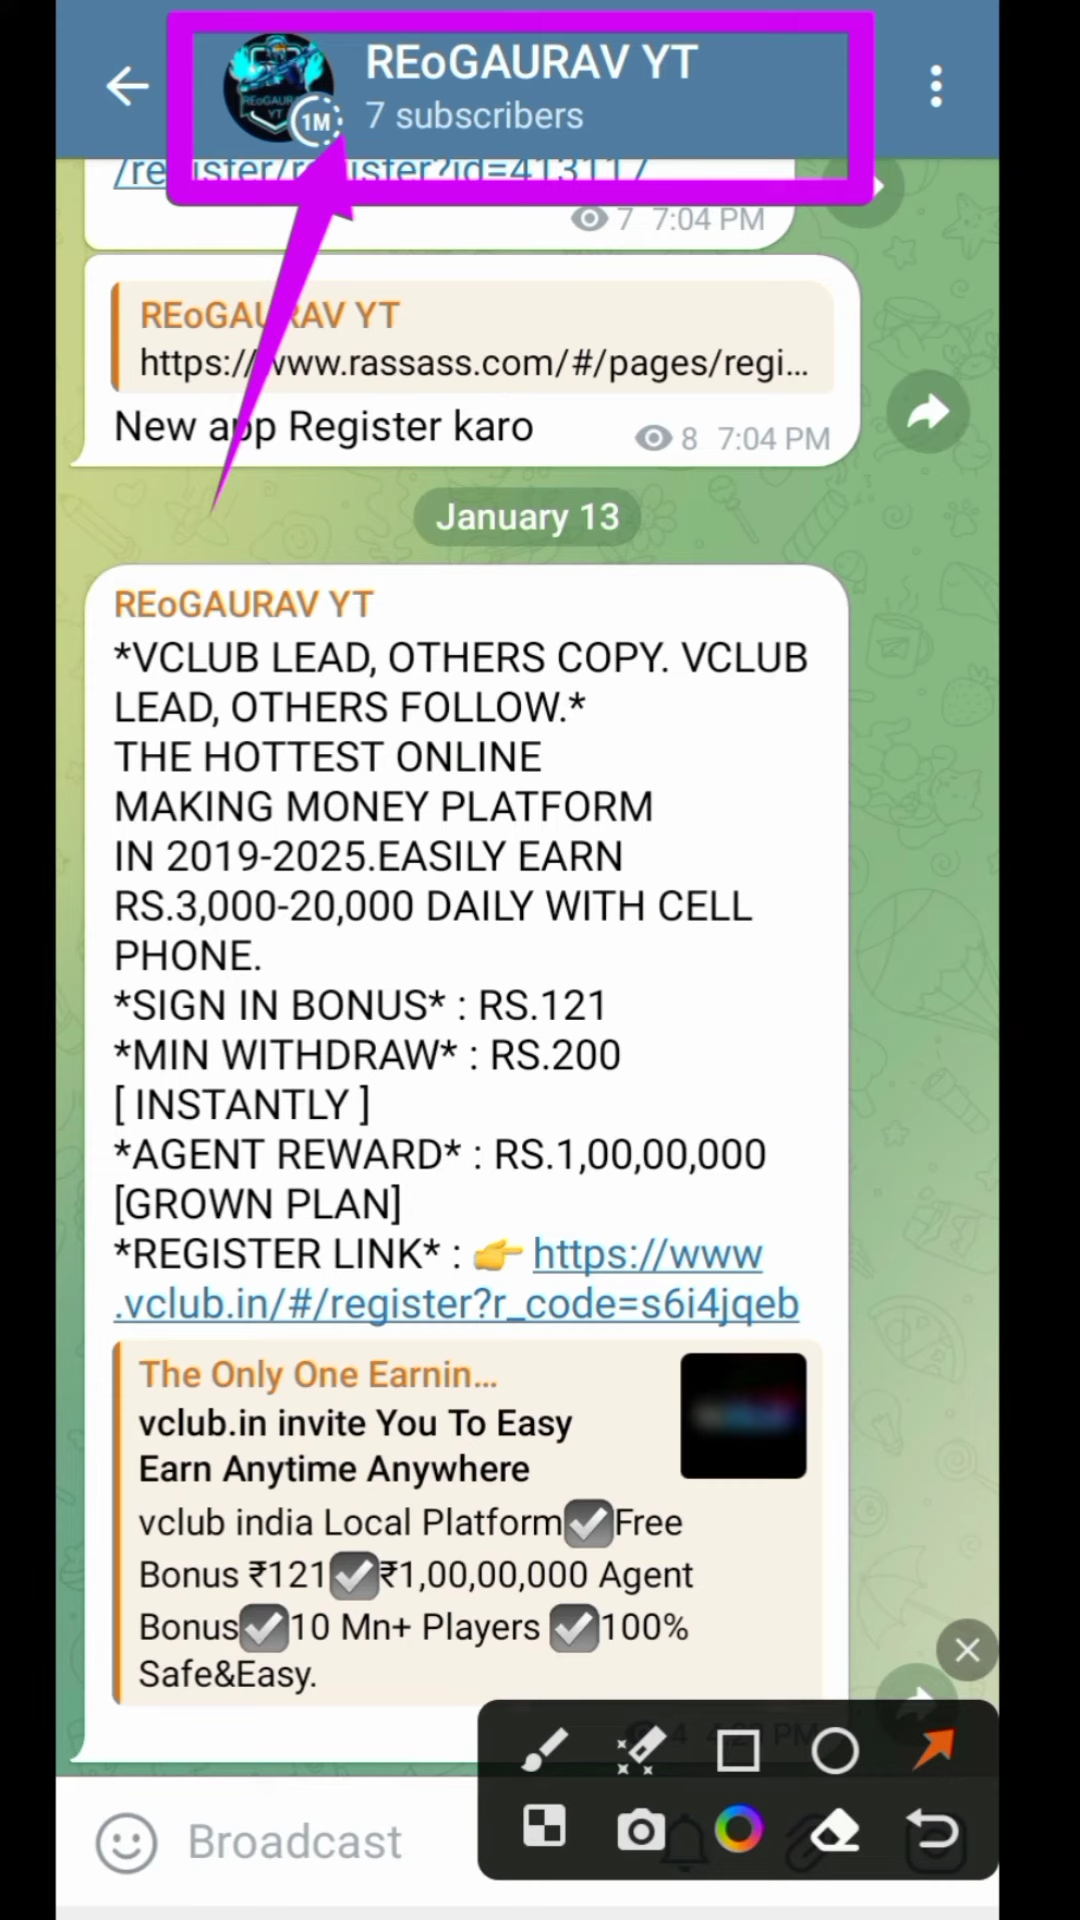 REoGAURAV YT
7 subscribers
1M
/register/register?id=413117
7 7:04 PM
REoGAURAV YT
https://www.rassass.com/#/pages/regi...
New app Register karo
8 7:04 PM
January 13
REoGAURAV YT
*VCLUB LEAD, OTHERS COPY. VCLUB
LEAD, OTHERS FOLLOW.*
THE HOTTEST ONLINE
MAKING MONEY PLATFORM
IN 2019-2025.EASILY EARN
RS.3,000-20,000 DAILY WITH CELL
PHONE.
*SIGN IN BONUS* : RS.121
*MIN WITHDRAW* : RS.200
[ INSTANTLY ]
*AGENT REWARD* : RS.1,00,00,000
[GROWN PLAN]
*REGISTER LINK* : 👉 https://www
.vclub.in/#/register?r_code=s6i4jqeb
The Only One Earnin...
vclub.in invite You To Easy
Earn Anytime Anywhere
vclub india Local Platform☑Free
Bonus ₹121☑₹1,00,00,000 Agent
Bonus☑10 Mn+ Players ☑100%
Safe&Easy.
Broadcast